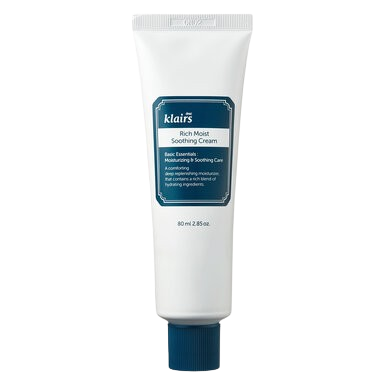 dear
klairs
Rich Moist
Soothing Cream
Basic Essentials :
Moisturizing & Soothing Care
A comforting
deep replenishing moisturizer,
that contains a rich blend of
hydrating ingredients.
80 ml 2.85 oz.